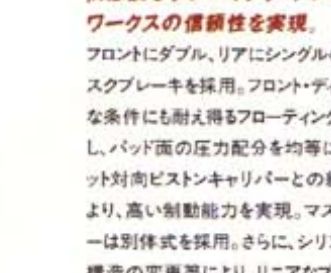 ワークスの信頼性を実現。
フロントにダブル、リアにシングル
スクブレーキを採用。フロント・デ
な条件にも耐え得るフローティング
し、パッド面の圧力配分を均等に
ット対向ピストンキャリパーとの
より、高い制動能力を実現。マス
ーは別体式を採用。さらに、シリ
構造の変更等により、リニアな